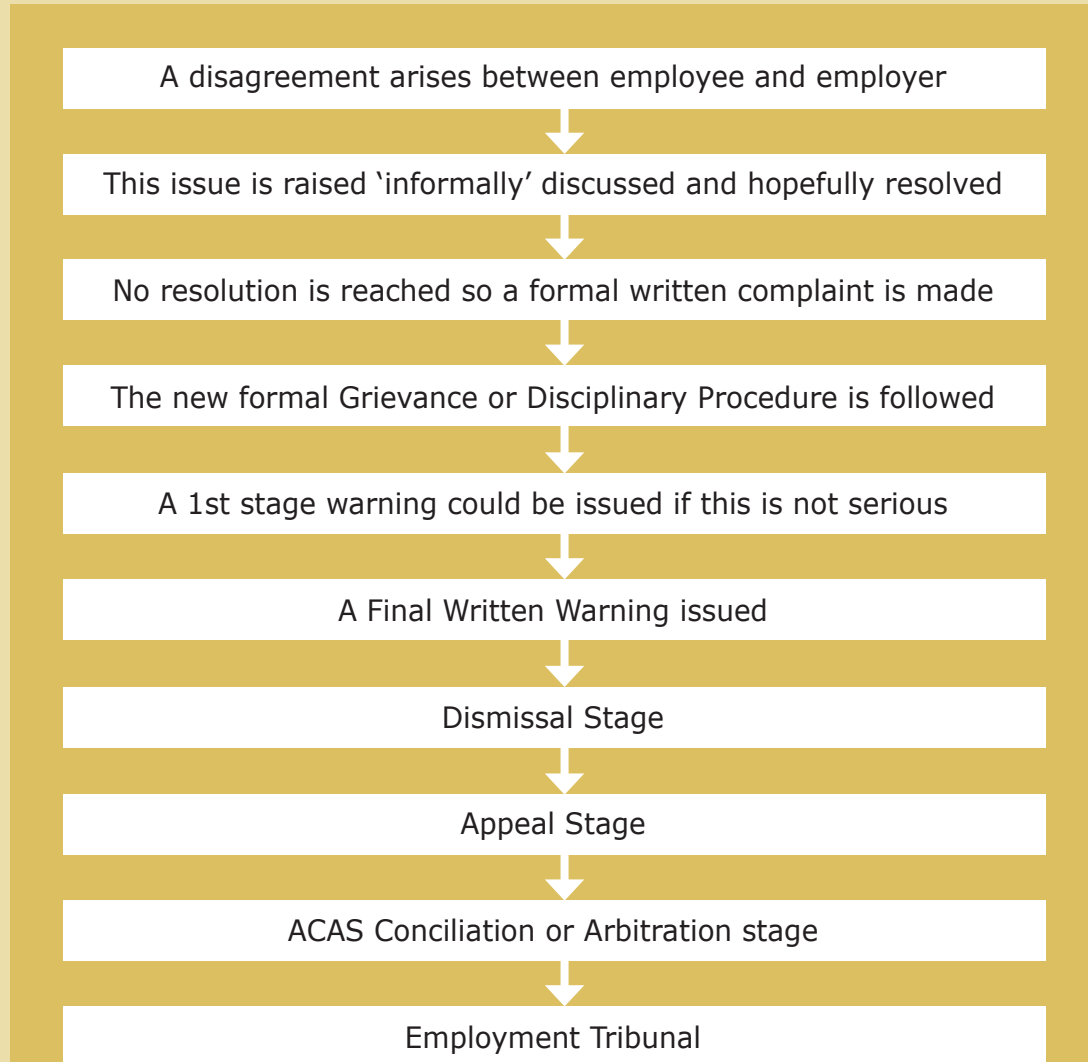 A disagreement arises between employee and employer
This issue is raised ‘informally’ discussed and hopefully resolved
No resolution is reached so a formal written complaint is made
The new formal Grievance or Disciplinary Procedure is followed
A 1st stage warning could be issued if this is not serious
A Final Written Warning issued
Dismissal Stage
Appeal Stage
ACAS Conciliation or Arbitration stage
Employment Tribunal